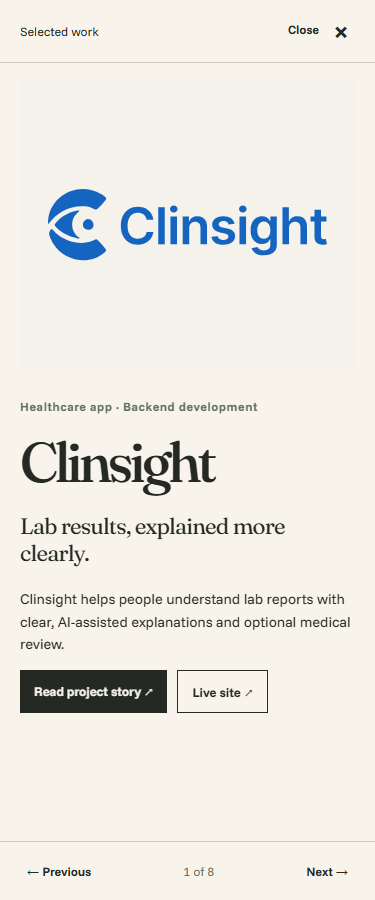 Selected work
Close ×
Clinsight
Healthcare app · Backend development
Clinsight
Lab results, explained more
clearly.
Clinsight helps people understand lab reports with
clear, AI-assisted explanations and optional medical
review.
Read project story ↗
Live site ↗
← Previous
1 of 8
Next →